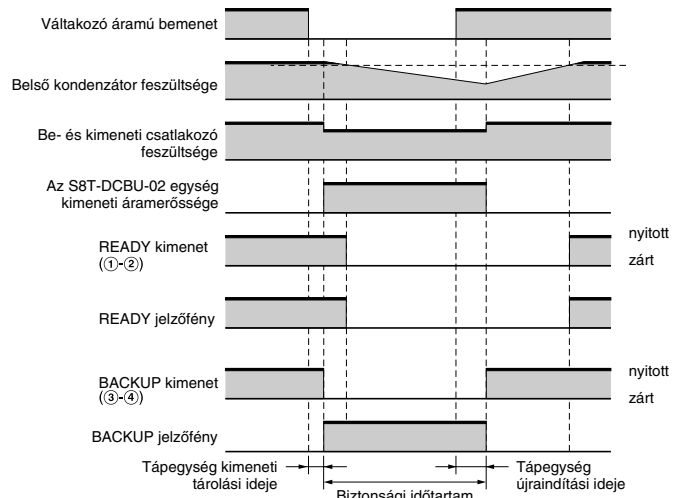 Váltakozó áramú bemenet
Belső kondenzátor feszültsége
Be- és kimeneti csatlakozó
feszültsége
Az S8T-DCBU-02 egység
kimeneti áramerőssége
READY kimenet
(①-②)
nyitott
zárt
READY jelzőfény
BACKUP kimenet
(③-④)
nyitott
zárt
BACKUP jelzőfény
Tápegység kimeneti
tárolási ideje
Biztonsági időtartam
Tápegység
újraindítási ideje